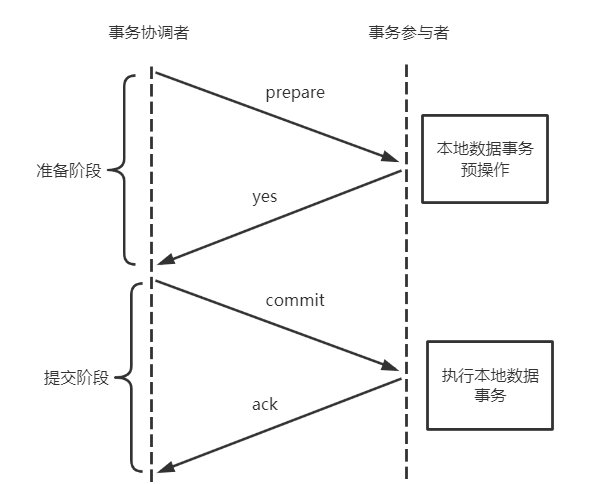 事务协调者
事务参与者
prepare
本地数据事务
预操作
准备阶段
yes
commit
提交阶段
执行本地数据
事务
ack